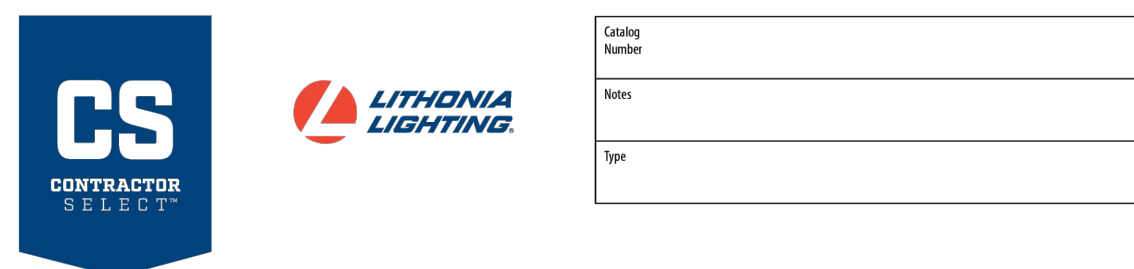 CS
CONTRACTOR
SELECT™
LITHONIA
LIGHTING®
Catalog
Number
Notes
Type